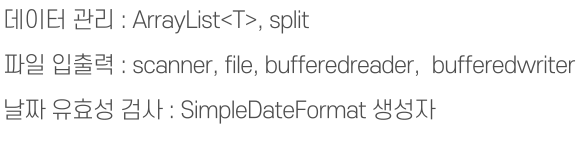 데이터 관리 : ArrayList<T>, split
파일 입출력 : scanner, file, bufferedreader, bufferedwriter
날짜 유효성 검사 : SimpleDateFormat 생성자